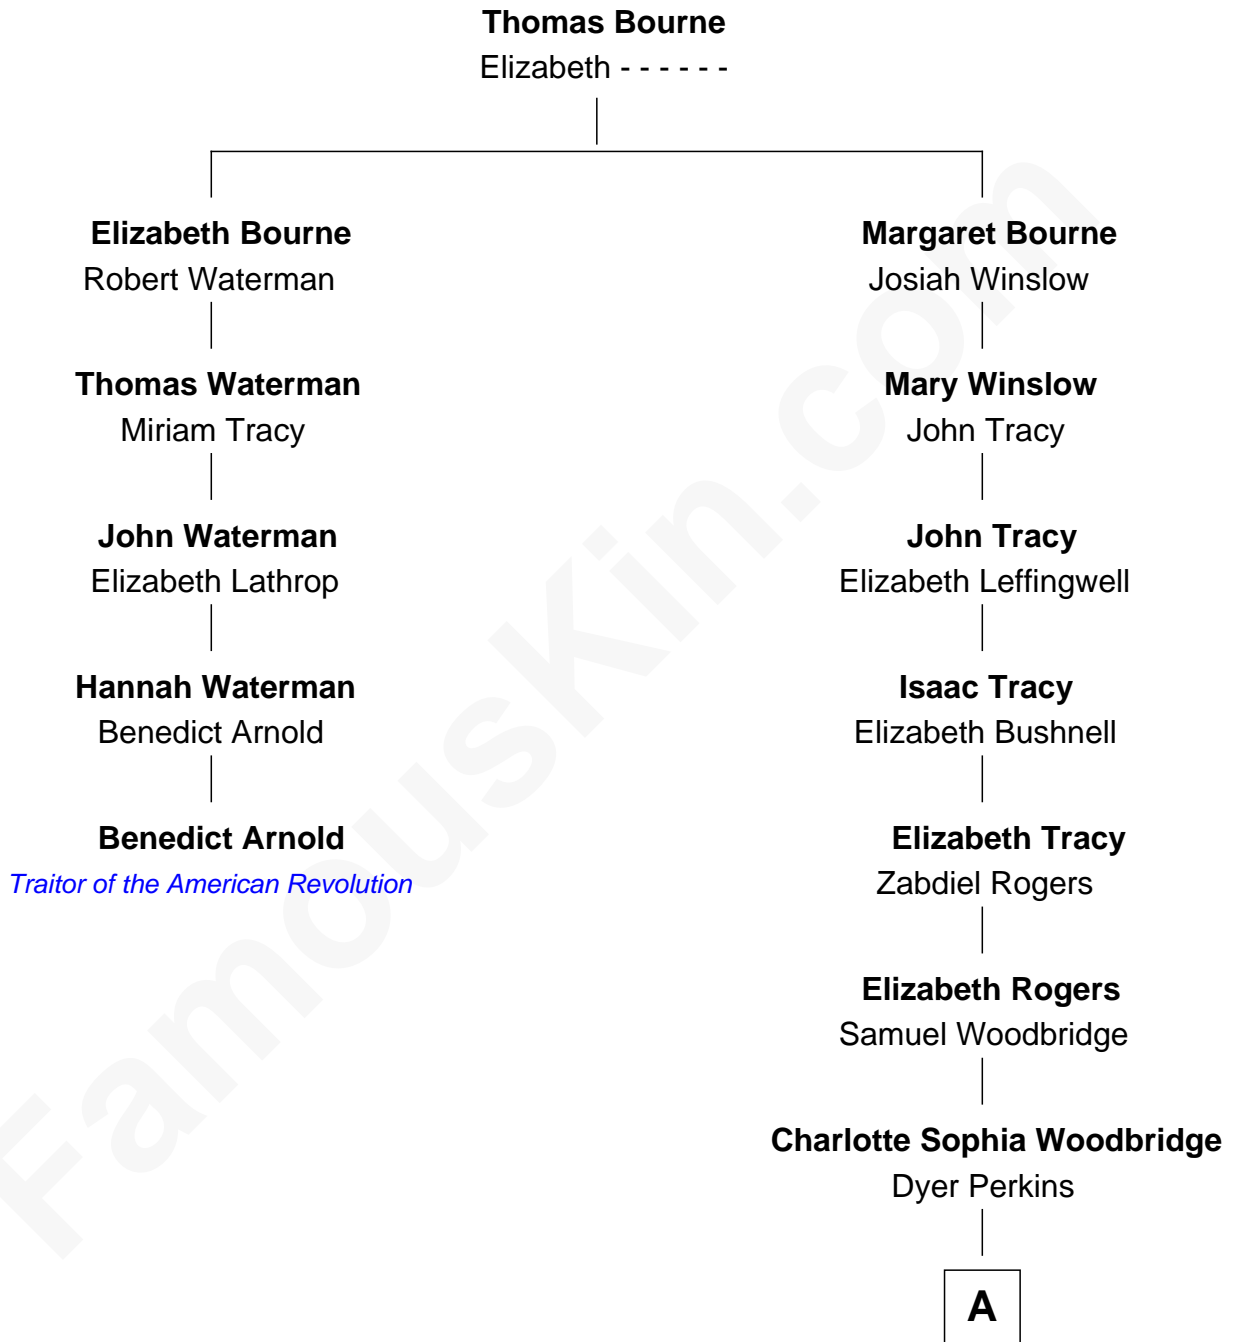 Thomas Bourne
Elizabeth - - - - - -
Elizabeth Bourne
Robert Waterman
Margaret Bourne
Josiah Winslow
Thomas Waterman
Miriam Tracy
Mary Winslow
John Tracy
John Waterman
Elizabeth Lathrop
John Tracy
Elizabeth Leffingwell
Hannah Waterman
Benedict Arnold
Isaac Tracy
Elizabeth Bushnell
Benedict Arnold
Traitor of the American Revolution
Elizabeth Tracy
Zabdiel Rogers
Elizabeth Rogers
Samuel Woodbridge
Charlotte Sophia Woodbridge
Dyer Perkins
A
FamousKin.com